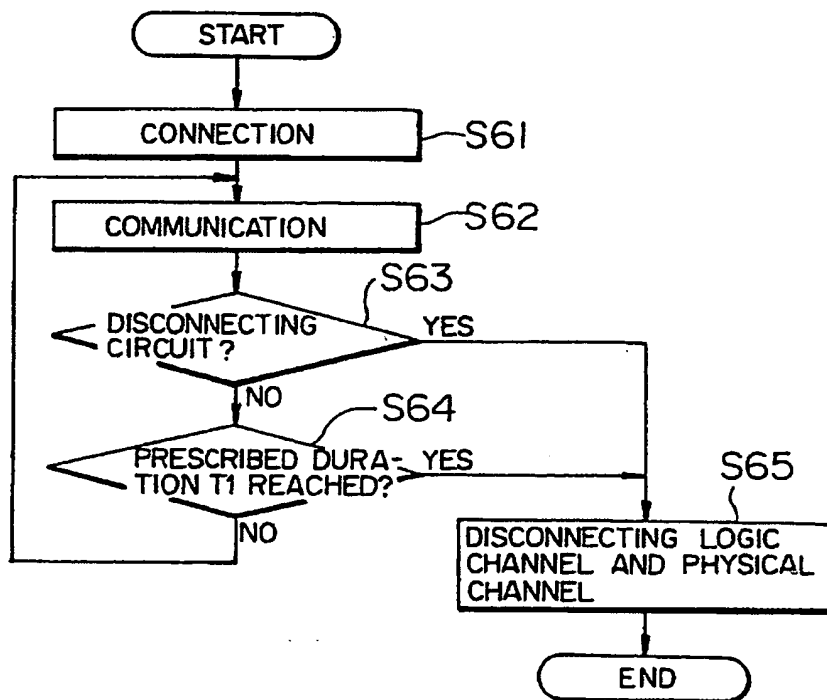 START
CONNECTION
S61
COMMUNICATION
S62
S63
DISCONNECTING
CIRCUIT?
YES
NO
S64
PRESCRIBED DURA-
TION T1 REACHED?
YES
NO
S65
DISCONNECTING LOGIC
CHANNEL AND PHYSICAL
CHANNEL
END